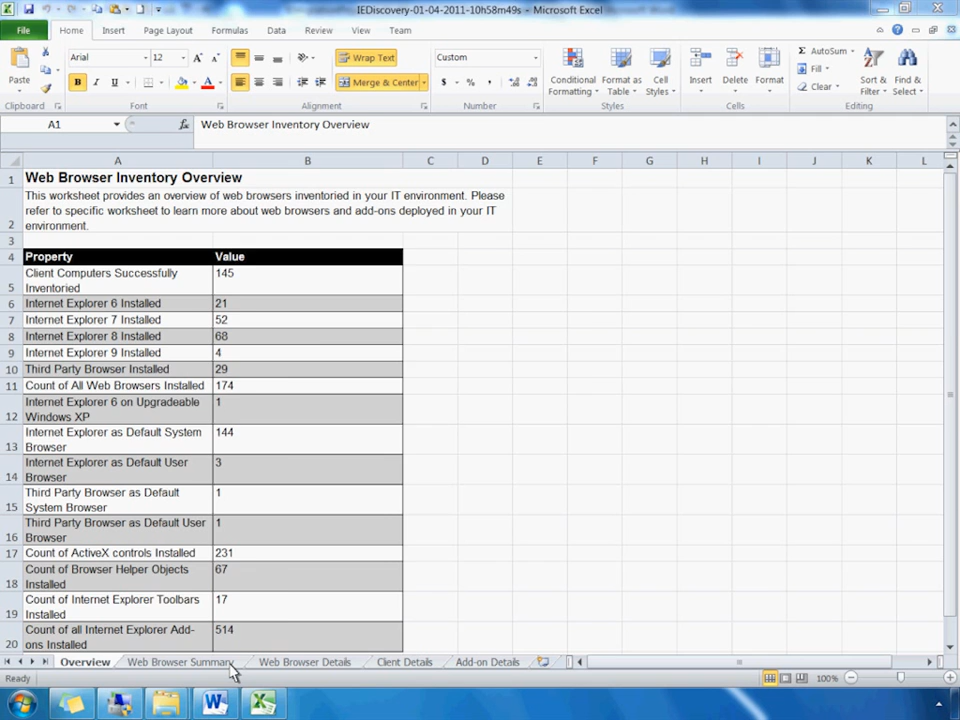 IEDiscovery-01-04-2011-10h58m49s - Microsoft Excel
File Home Insert Page Layout Formulas Data Review View Team
Paste
Arial 12
B I U A
Wrap Text
Merge & Center
Custom
$ % ,
Conditional Formatting
Format as Table
Cell Styles
Insert Delete Format
Σ AutoSum
Fill
Clear
Sort & Filter
Find & Select
Clipboard Font Alignment Number Styles Cells Editing
A1 fx Web Browser Inventory Overview
A B C D E F G H I J K L
1 Web Browser Inventory Overview
This worksheet provides an overview of web browsers inventoried in your IT environment. Please
refer to specific worksheet to learn more about web browsers and add-ons deployed in your IT
2 environment.
3
4 Property Value
Client Computers Successfully 145
5 Inventoried
6 Internet Explorer 6 Installed 21
7 Internet Explorer 7 Installed 52
8 Internet Explorer 8 Installed 68
9 Internet Explorer 9 Installed 4
10 Third Party Browser Installed 29
11 Count of All Web Browsers Installed 174
Internet Explorer 6 on Upgradeable 1
12 Windows XP
Internet Explorer as Default System 144
13 Browser
Internet Explorer as Default User 3
14 Browser
Third Party Browser as Default 1
15 System Browser
Third Party Browser as Default User 1
16 Browser
17 Count of ActiveX controls Installed 231
Count of Browser Helper Objects 67
18 Installed
Count of Internet Explorer Toolbars 17
19 Installed
Count of all Internet Explorer Add- 514
20 ons Installed
Overview Web Browser Summary Web Browser Details Client Details Add-on Details
Ready 100%